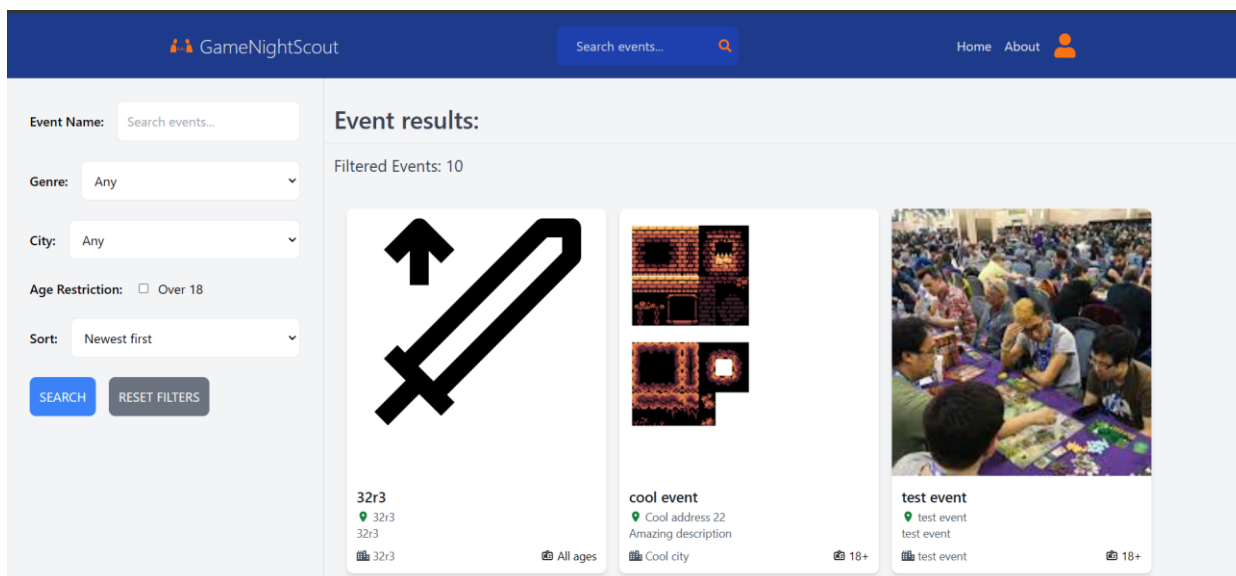 GameNightScout
Search events...
Home About
Event Name: Search events...
Genre: Any
City: Any
Age Restriction: Over 18
Sort: Newest first
SEARCH RESET FILTERS
Event results:
Filtered Events: 10
32r3
32r3
32r3
32r3 All ages
cool event
Cool address 22
Amazing description
Cool city 18+
test event
test event
test event
test event 18+